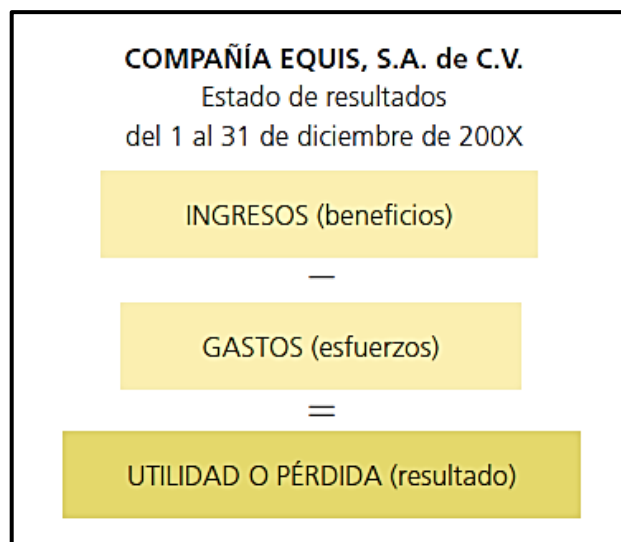 COMPAÑÍA EQUIS, S.A. de C.V.
Estado de resultados
del 1 al 31 de diciembre de 200X
INGRESOS (beneficios)
—
GASTOS (esfuerzos)
=
UTILIDAD O PÉRDIDA (resultado)